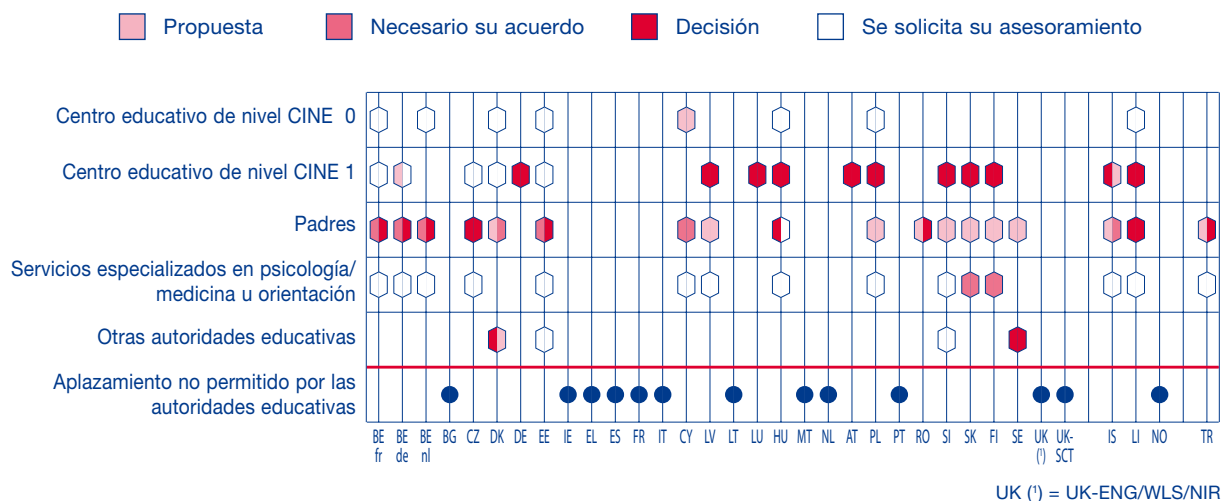 Propuesta Necesario su acuerdo Decisión Se solicita su asesoramiento
Centro educativo de nivel CINE 0
Centro educativo de nivel CINE 1
Padres
Servicios especializados en psicología/
medicina u orientación
Otras autoridades educativas
Aplazamiento no permitido por las
autoridades educativas
BE BE BE BG CZ DK DE EE IE EL ES FR IT CY LV LT LU HU MT NL AT PL PT RO SI SK FI SE UK UK- IS LI NO TR
fr de nl (¹) SCT
UK (¹) = UK-ENG/WLS/NIR